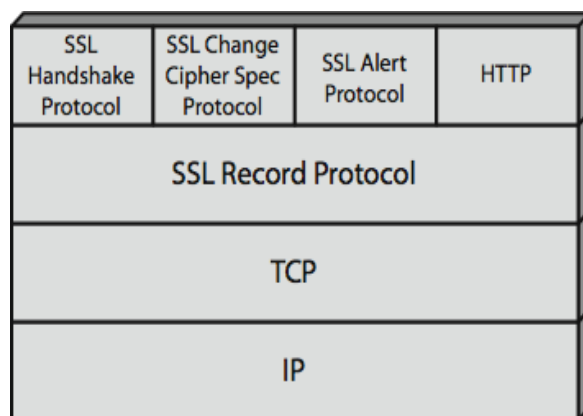 SSL
Handshake
Protocol
SSL Change
Cipher Spec
Protocol
SSL Alert
Protocol
HTTP
SSL Record Protocol
TCP
IP